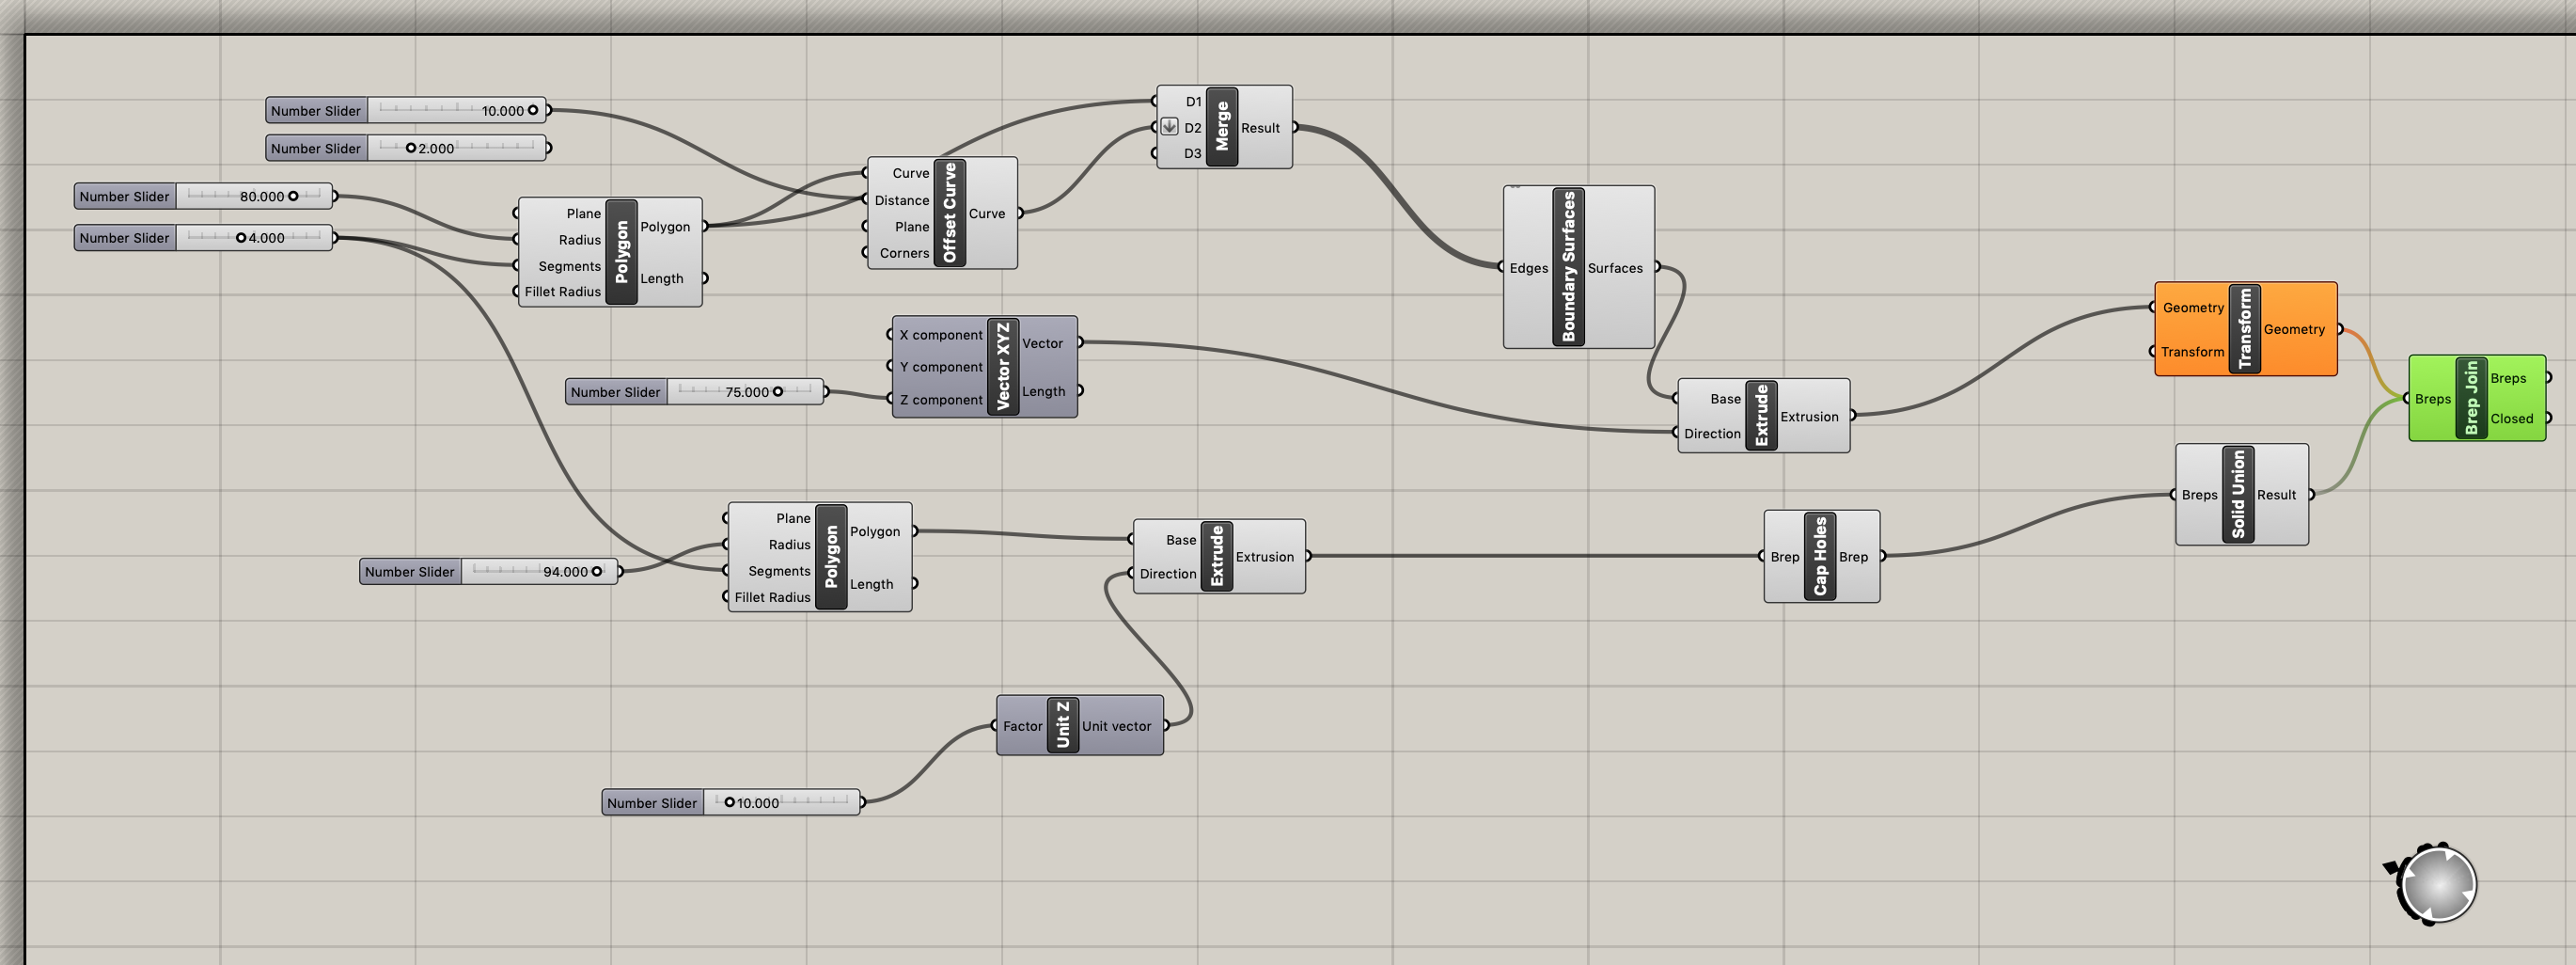 Number Slider 10.000
Number Slider 2.000
Number Slider 80.000
Number Slider 4.000
Plane
Radius
Segments
Fillet Radius
Polygon
Polygon
Length
Curve
Distance
Plane
Corners
Offset Curve
Curve
D1
D2
D3
Merge
Result
Edges
Boundary Surfaces
Surfaces
X component
Y component
Z component
Vector XYZ
Vector
Length
Number Slider 75.000
Base
Direction
Extrude
Extrusion
Geometry
Transform
Transform
Geometry
Breps
Brep Join
Breps
Closed
Breps
Solid Union
Result
Number Slider 94.000
Plane
Radius
Segments
Fillet Radius
Polygon
Polygon
Length
Base
Direction
Extrude
Extrusion
Brep
Cap Holes
Brep
Factor
Unit Z
Unit vector
Number Slider 10.000